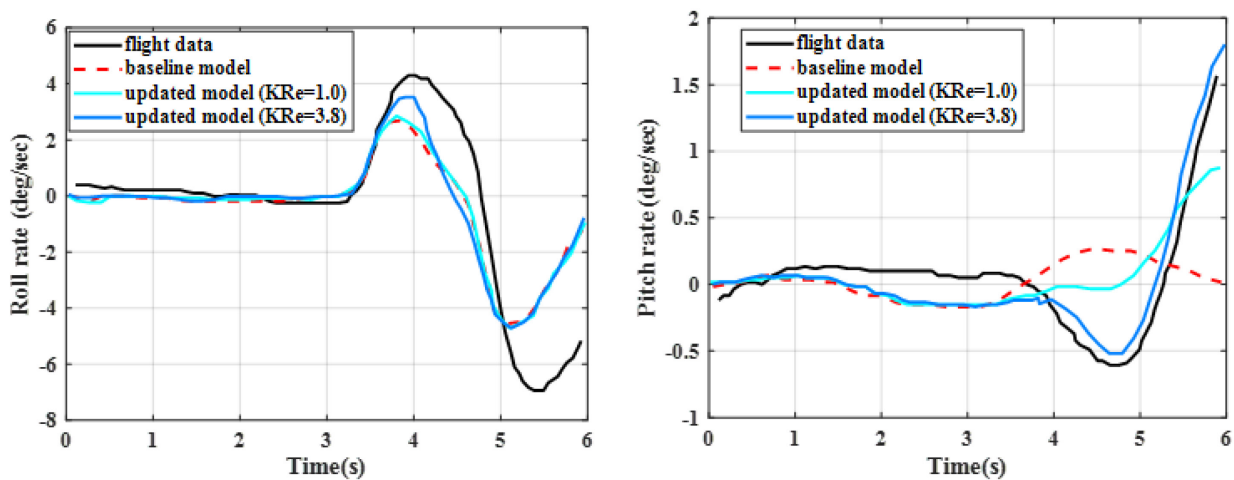 6
4
2
0
-2
-4
-6
-8
Roll rate (deg/sec)
flight data
baseline model
updated model (KRe=1.0)
updated model (KRe=3.8)
0 1 2 3 4 5 6
Time(s)
2
1.5
1
0.5
0
-0.5
-1
Pitch rate (deg/sec)
flight data
baseline model
updated model (KRe=1.0)
updated model (KRe=3.8)
0 1 2 3 4 5 6
Time(s)